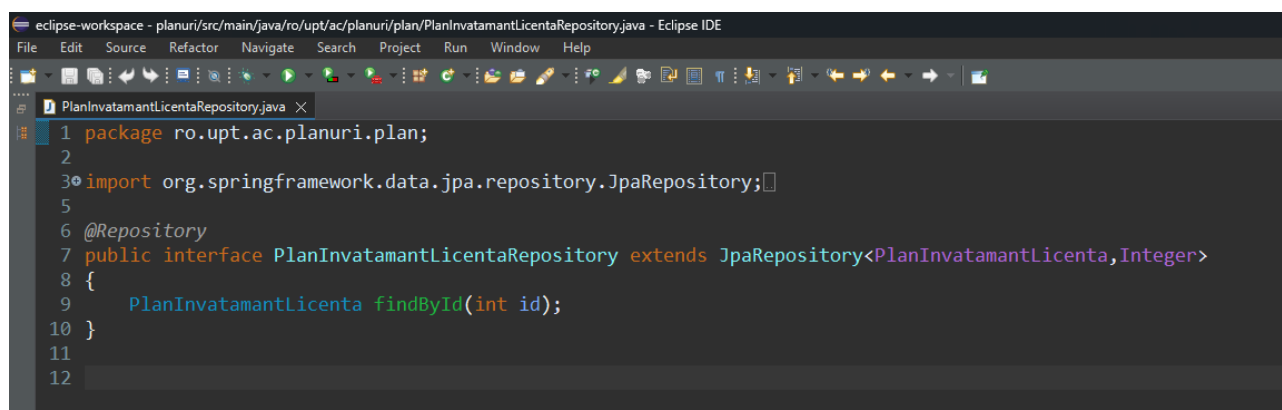 eclipse-workspace - planuri/src/main/java/ro/upt/ac/planuri/plan/PlanInvatamantLicentaRepository.java - Eclipse IDE
File Edit Source Refactor Navigate Search Project Run Window Help
PlanInvatamantLicentaRepository.java
1 package ro.upt.ac.planuri.plan;
2
3 import org.springframework.data.jpa.repository.JpaRepository;
5
6 @Repository
7 public interface PlanInvatamantLicentaRepository extends JpaRepository<PlanInvatamantLicenta,Integer>
8 {
9 PlanInvatamantLicenta findById(int id);
10 }
11
12